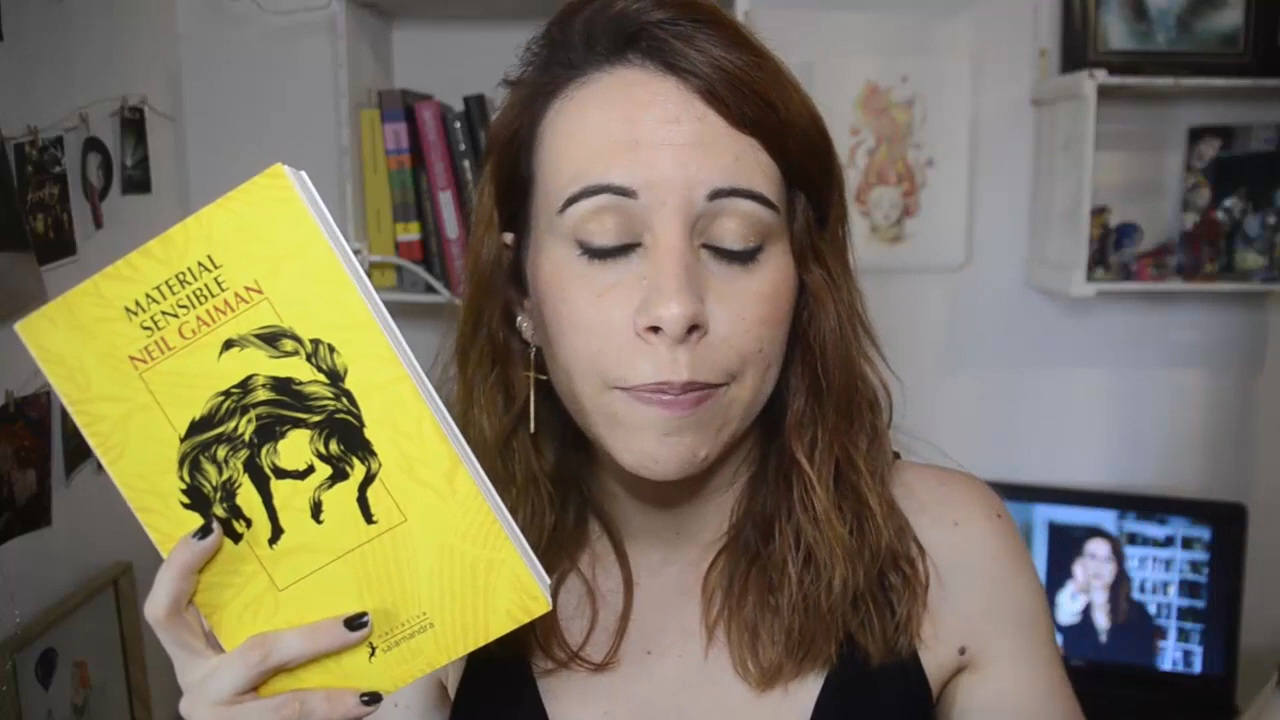 MATERIAL
SENSIBLE
NEIL GAIMAN
narrativa
salamandra